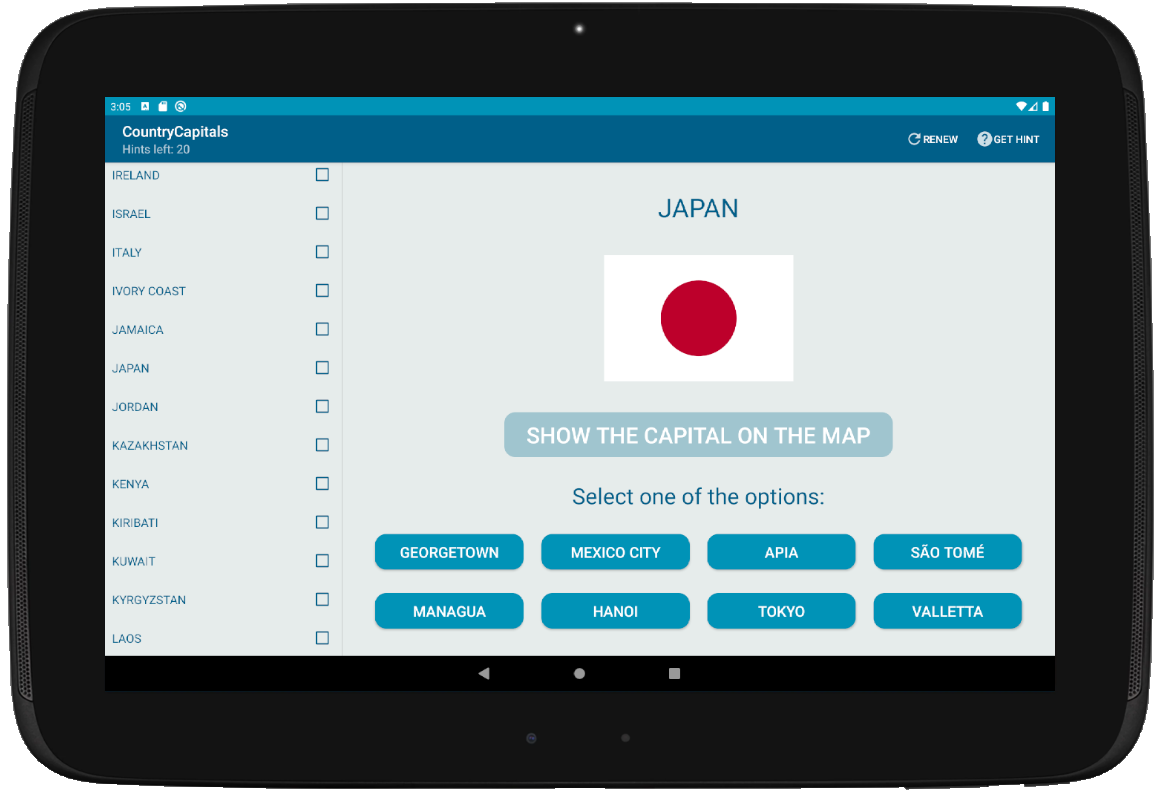 3:05
CountryCapitals
Hints left: 20
RENEW
? GET HINT
IRELAND
ISRAEL
ITALY
IVORY COAST
JAMAICA
JAPAN
JORDAN
KAZAKHSTAN
KENYA
KIRIBATI
KUWAIT
KYRGYZSTAN
LAOS
JAPAN
SHOW THE CAPITAL ON THE MAP
Select one of the options:
GEORGETOWN MEXICO CITY APIA SÃO TOMÉ
MANAGUA HANOI TOKYO VALLETTA